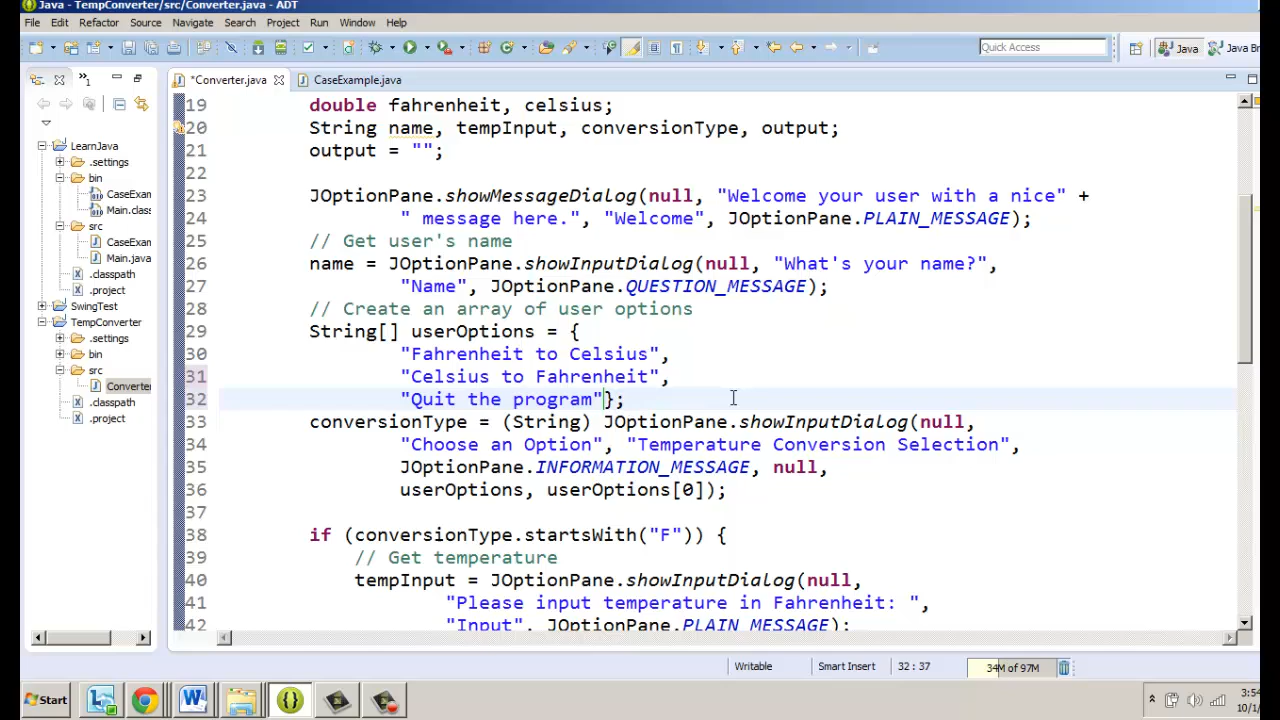 Java - TempConverter/src/Converter.java - ADT
File Edit Refactor Source Navigate Search Project Run Window Help
Quick Access
Java
Java Br
*Converter.java CaseExample.java
1
LearnJava
.settings
bin
CaseExan
Main.class
src
CaseExan
Main.java
.classpath
.project
SwingTest
TempConverter
.settings
bin
src
Converter
.classpath
.project
19 double fahrenheit, celsius;
20 String name, tempInput, conversionType, output;
21 output = "";
22
23 JOptionPane.showMessageDialog(null, "Welcome your user with a nice" +
24 " message here.", "Welcome", JOptionPane.PLAIN_MESSAGE);
25 // Get user's name
26 name = JOptionPane.showInputDialog(null, "What's your name?",
27 "Name", JOptionPane.QUESTION_MESSAGE);
28 // Create an array of user options
29 String[] userOptions = {
30 "Fahrenheit to Celsius",
31 "Celsius to Fahrenheit",
32 "Quit the program"};
33 conversionType = (String) JOptionPane.showInputDialog(null,
34 "Choose an Option", "Temperature Conversion Selection",
35 JOptionPane.INFORMATION_MESSAGE, null,
36 userOptions, userOptions[0]);
37
38 if (conversionType.startsWith("F")) {
39 // Get temperature
40 tempInput = JOptionPane.showInputDialog(null,
41 "Please input temperature in Fahrenheit: ",
42 "Input", JOptionPane.PLAIN_MESSAGE);
Writable Smart Insert 32 : 37 34M of 97M
Start
3:54
10/1/